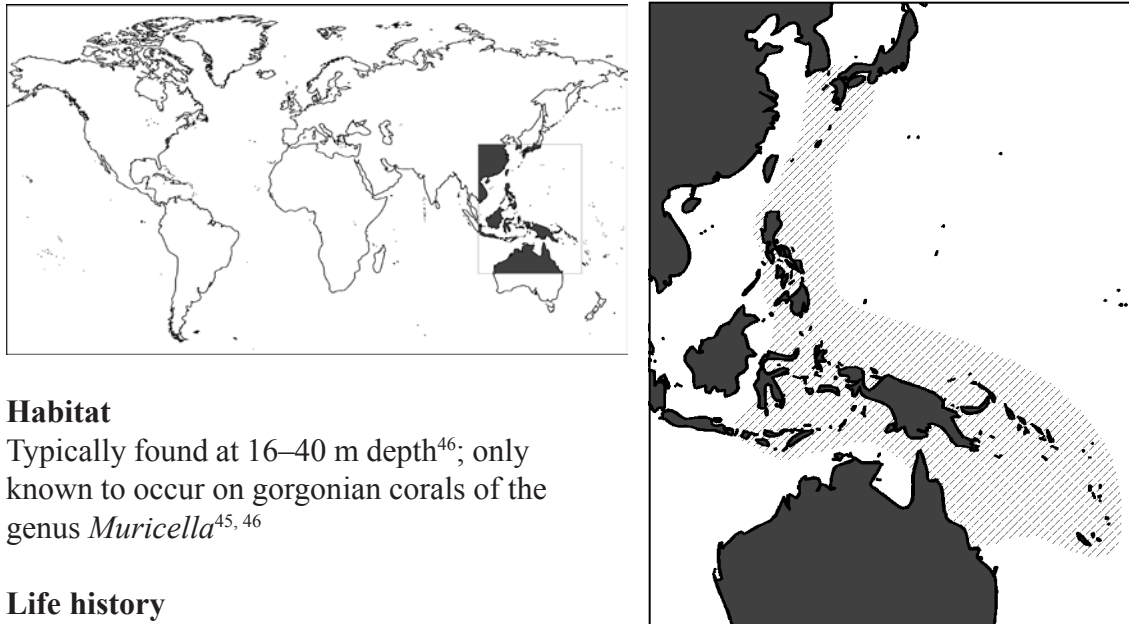 Habitat
Typically found at 16–40 m depth46; only
known to occur on gorgonian corals of the
genus Muricella45, 46
Life history